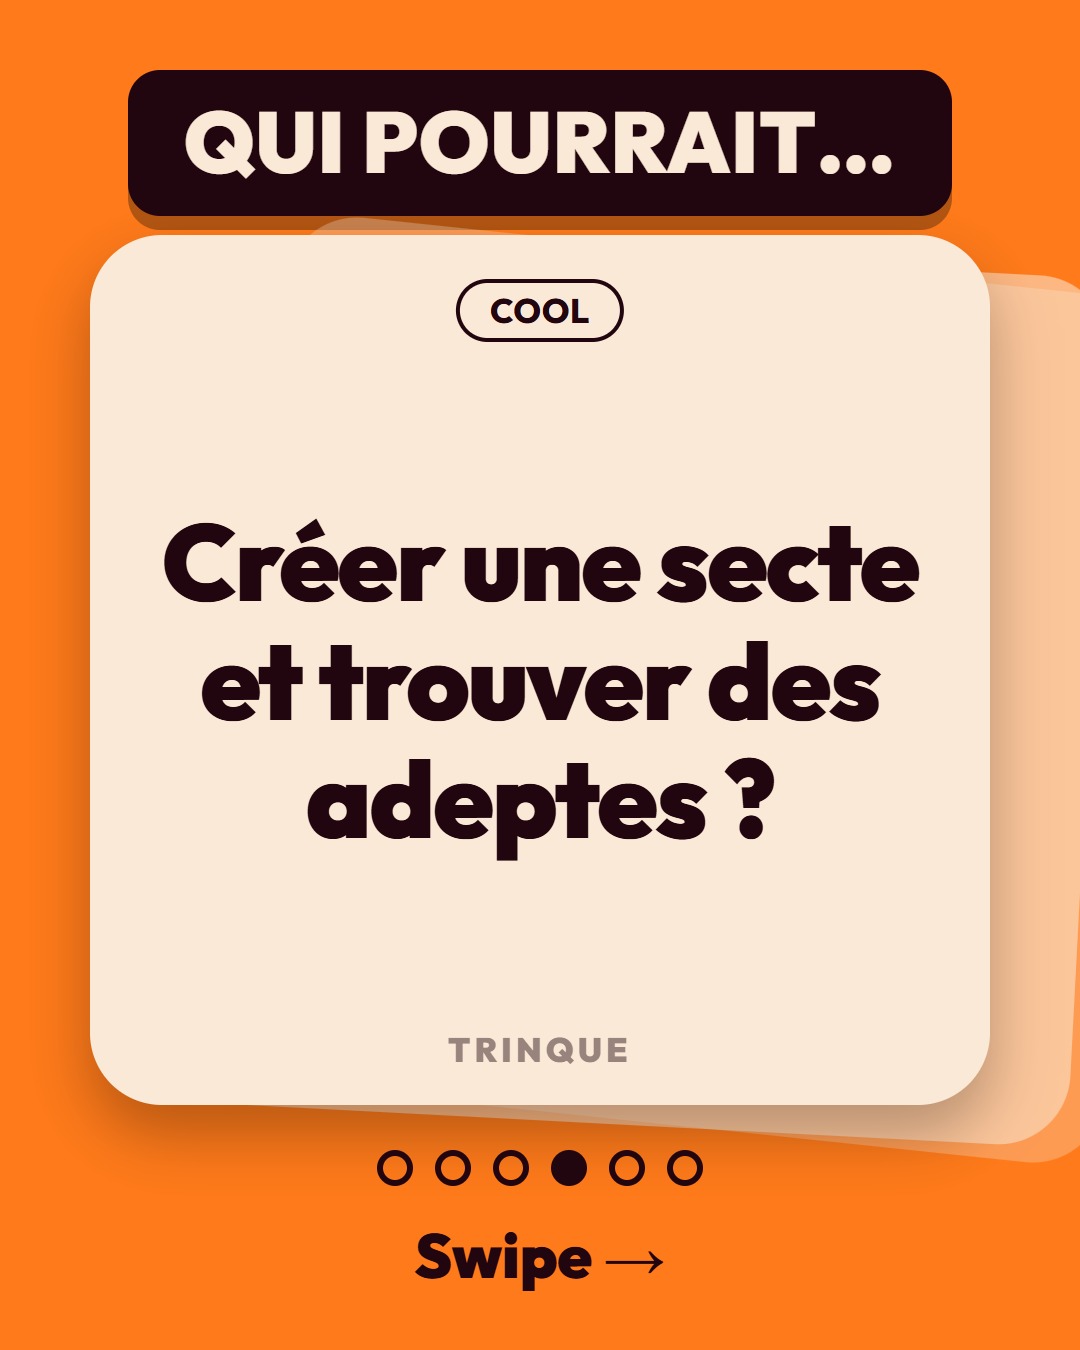 QUI POURRAIT...
COOL
Créer une secte
et trouver des
adeptes ?
TRINQUE
Swipe →